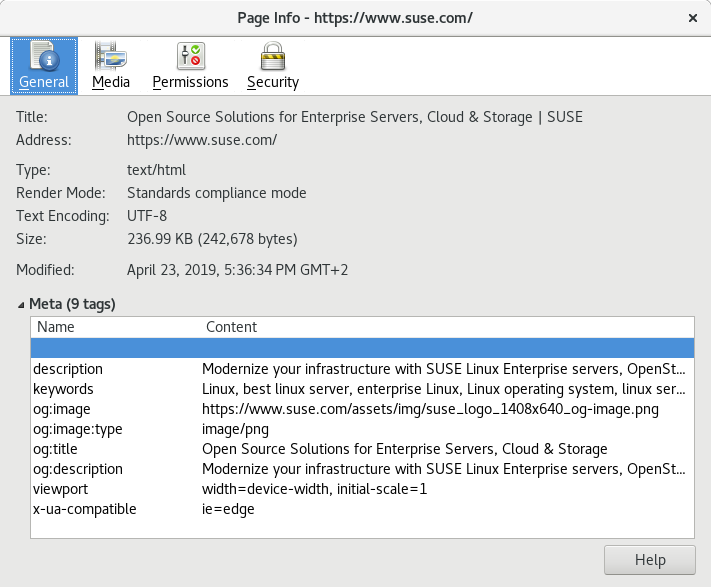 Page Info - https://www.suse.com/
General Media Permissions Security
Title: Open Source Solutions for Enterprise Servers, Cloud & Storage | SUSE
Address: https://www.suse.com/
Type: text/html
Render Mode: Standards compliance mode
Text Encoding: UTF-8
Size: 236.99 KB (242,678 bytes)
Modified: April 23, 2019, 5:36:34 PM GMT+2
Meta (9 tags)
Name Content
description Modernize your infrastructure with SUSE Linux Enterprise servers, OpenSt...
keywords Linux, best linux server, enterprise Linux, Linux operating system, linux ser...
og:image https://www.suse.com/assets/img/suse_logo_1408x640_og-image.png
og:image:type image/png
og:title Open Source Solutions for Enterprise Servers, Cloud & Storage
og:description Modernize your infrastructure with SUSE Linux Enterprise servers, OpenSt...
viewport width=device-width, initial-scale=1
x-ua-compatible ie=edge
Help